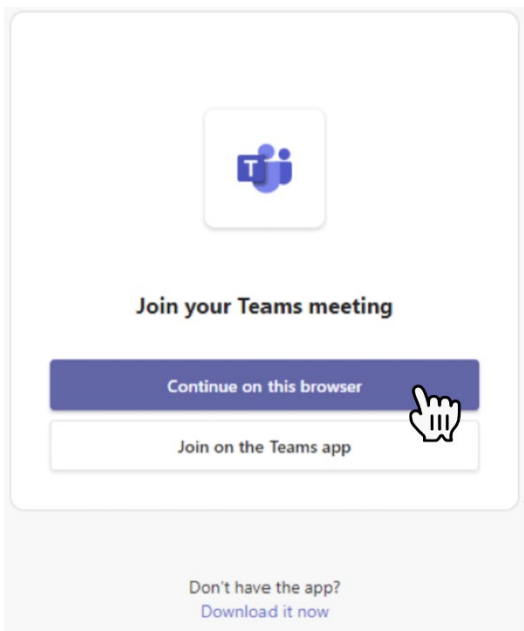 T
Join your Teams meeting
Continue on this browser
Join on the Teams app
Don't have the app?
Download it now